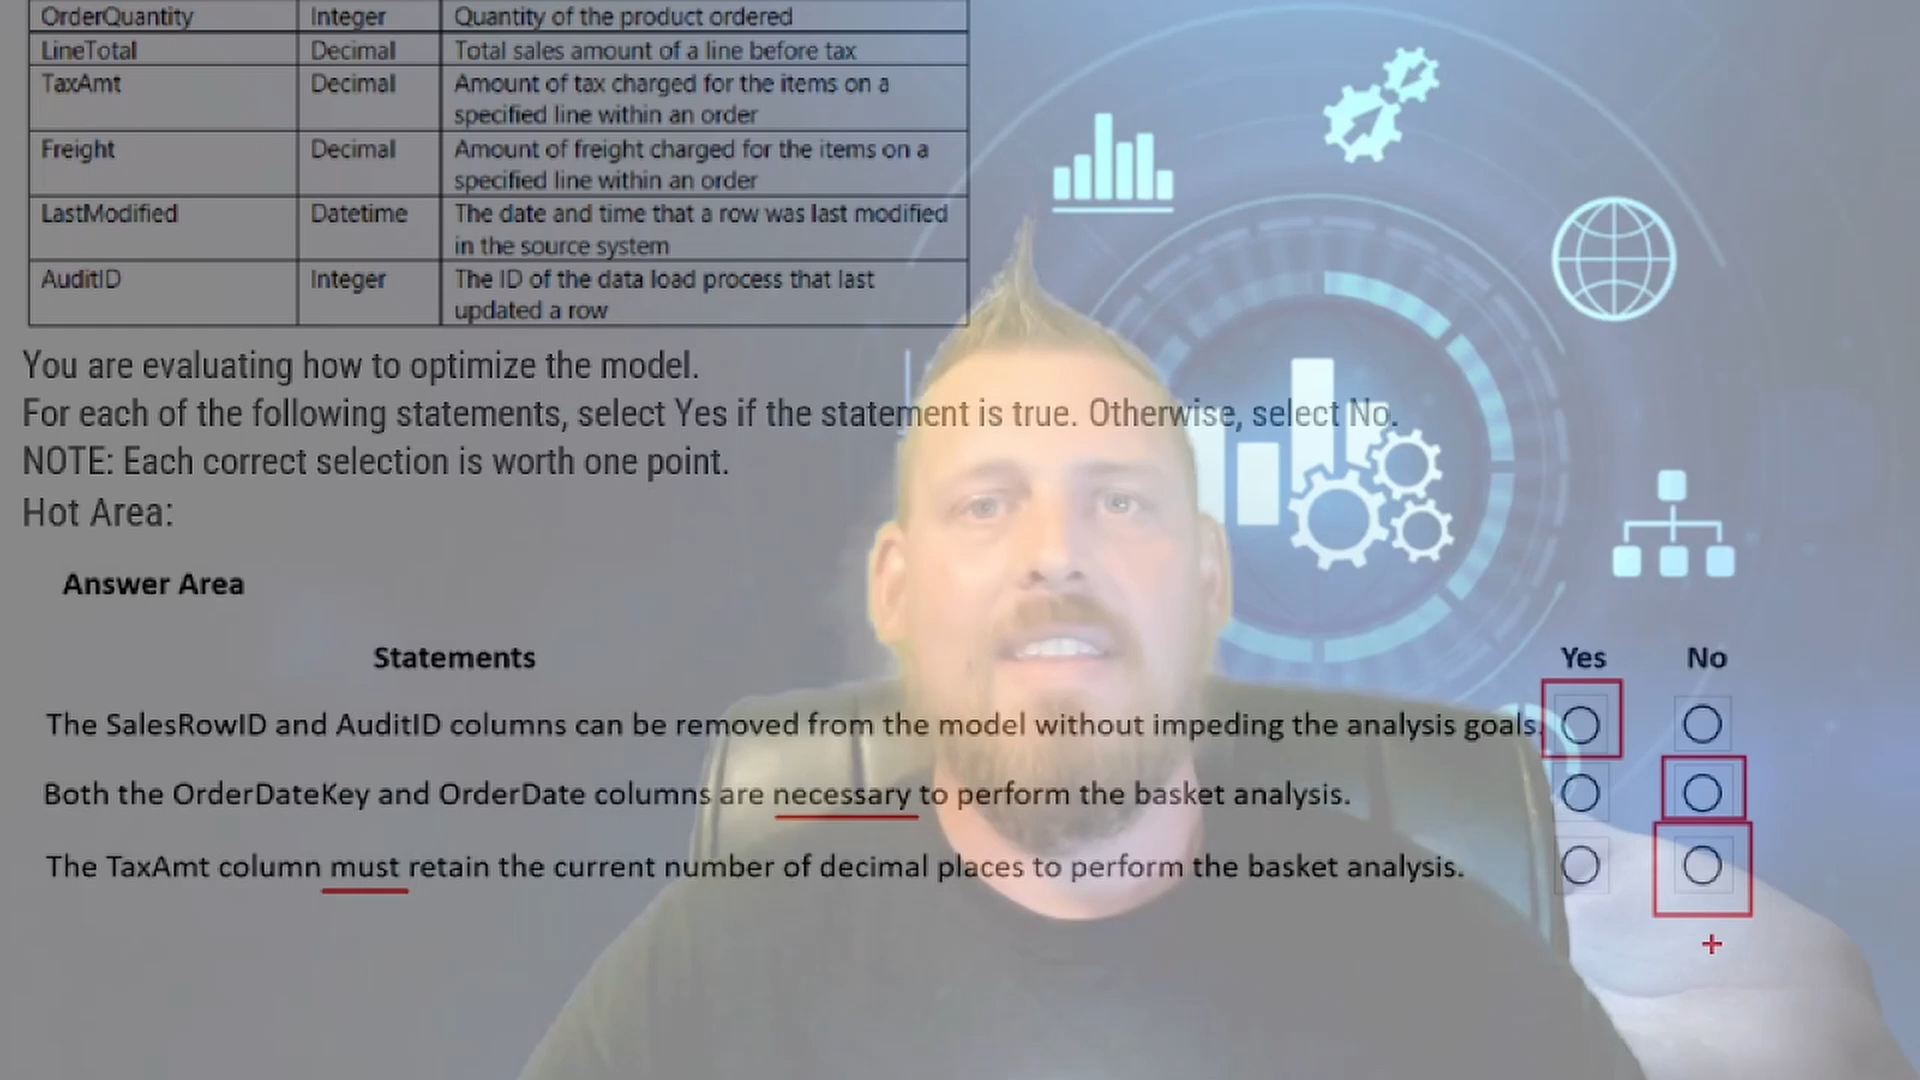 OrderQuantity Integer Quantity of the product ordered
LineTotal Decimal Total sales amount of a line before tax
TaxAmt Decimal Amount of tax charged for the items on a
specified line within an order
Freight Decimal Amount of freight charged for the items on a
specified line within an order
LastModified Datetime The date and time that a row was last modified
in the source system
AuditID Integer The ID of the data load process that last
updated a row
You are evaluating how to optimize the model.
For each of the following statements, select Yes if the statement is true. Otherwise, select No.
NOTE: Each correct selection is worth one point.
Hot Area:
Answer Area
Statements Yes No
The SalesRowID and AuditID columns can be removed from the model without impeding the analysis goals.
Both the OrderDateKey and OrderDate columns are necessary to perform the basket analysis.
The TaxAmt column must retain the current number of decimal places to perform the basket analysis.